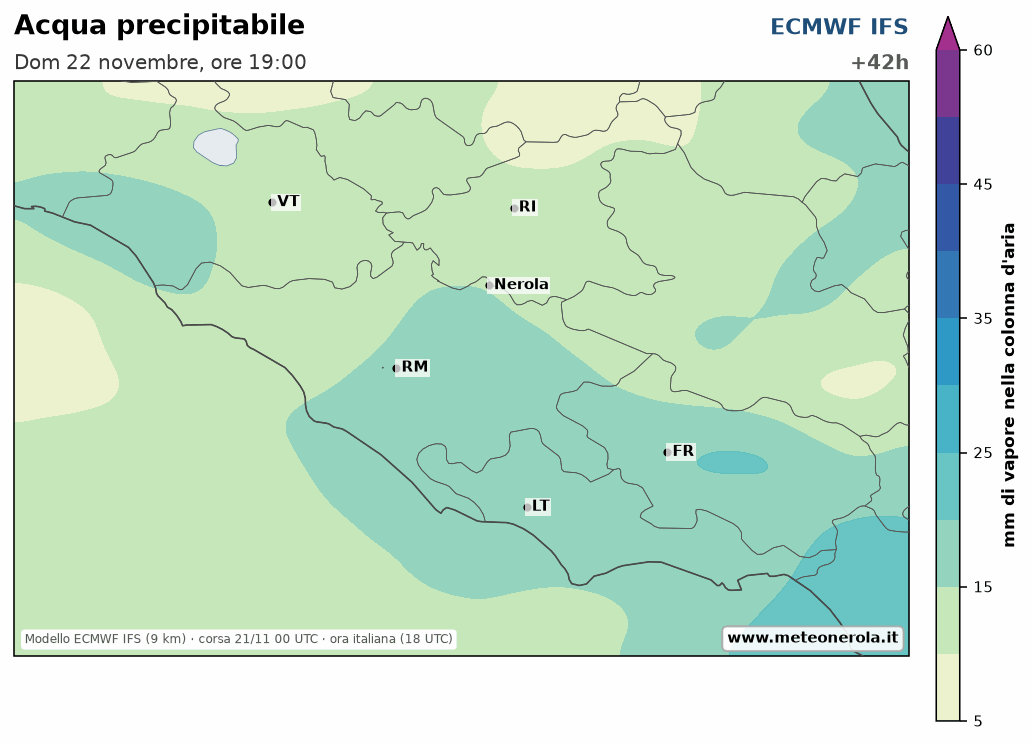 Acqua precipitabile
ECMWF IFS
Dom 22 novembre, ore 19:00
+42h
60
45
35
25
15
5
mm di vapore nella colonna d'aria
VT
RI
Nerola
RM
FR
LT
Modello ECMWF IFS (9 km) · corsa 21/11 00 UTC · ora italiana (18 UTC)
www.meteonerola.it